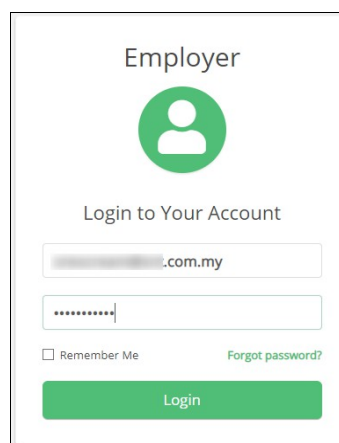 Employer
Login to Your Account
.com.my
•••••••••••
Remember Me
Forgot password?
Login